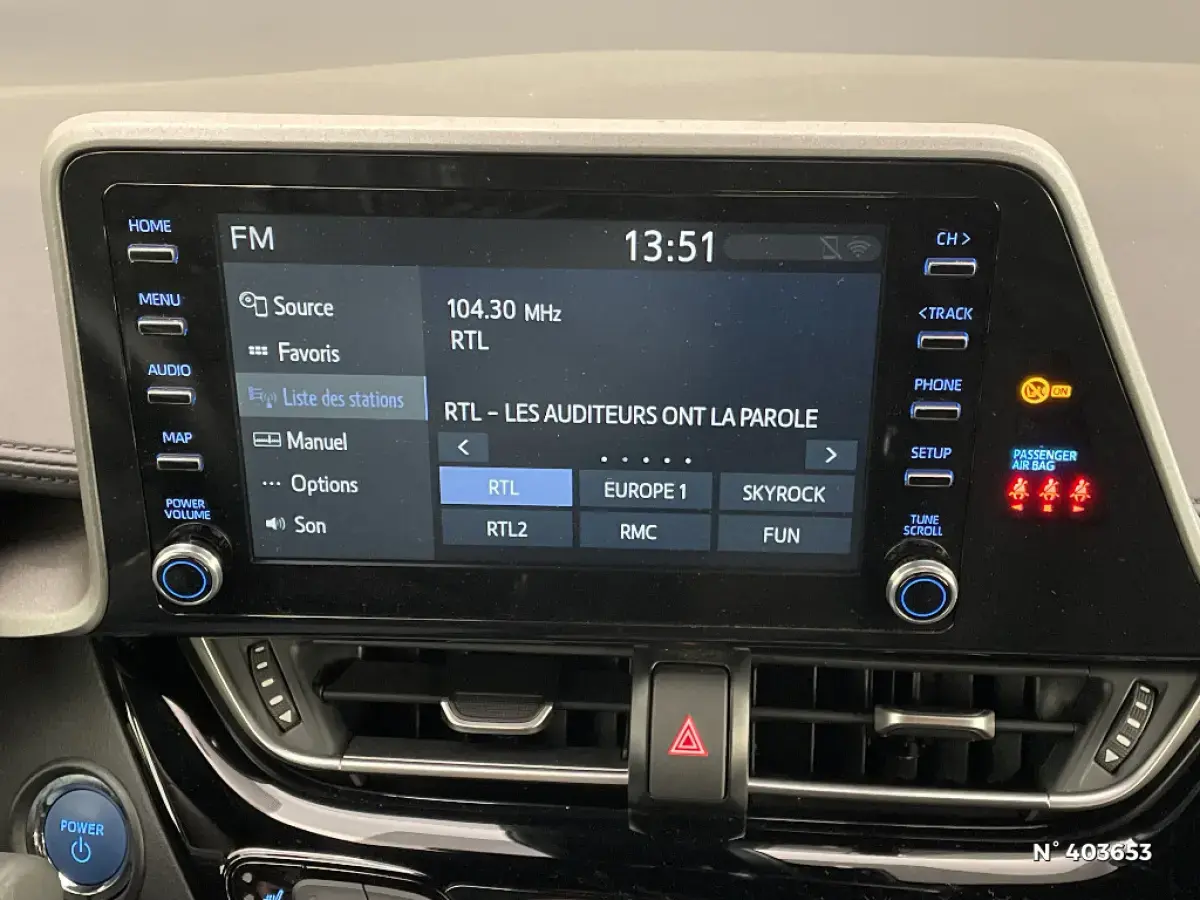 HOME
MENU
AUDIO
MAP
POWER
VOLUME
FM
13:51
Source
Favoris
Liste des stations
Manuel
Options
Son
104.30 MHz
RTL
RTL – LES AUDITEURS ONT LA PAROLE
<
>
RTL
EUROPE 1
SKYROCK
RTL2
RMC
FUN
CH >
< TRACK
PHONE
SETUP
TUNE
SCROLL
ON
PASSENGER
AIR BAG
POWER
N° 403653